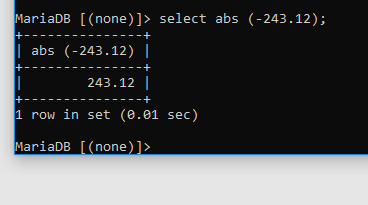 MariaDB [(none)]> select abs (-243.12);
+---------------+
| abs (-243.12) |
+---------------+
|        243.12 |
+---------------+
1 row in set (0.01 sec)
MariaDB [(none)]>